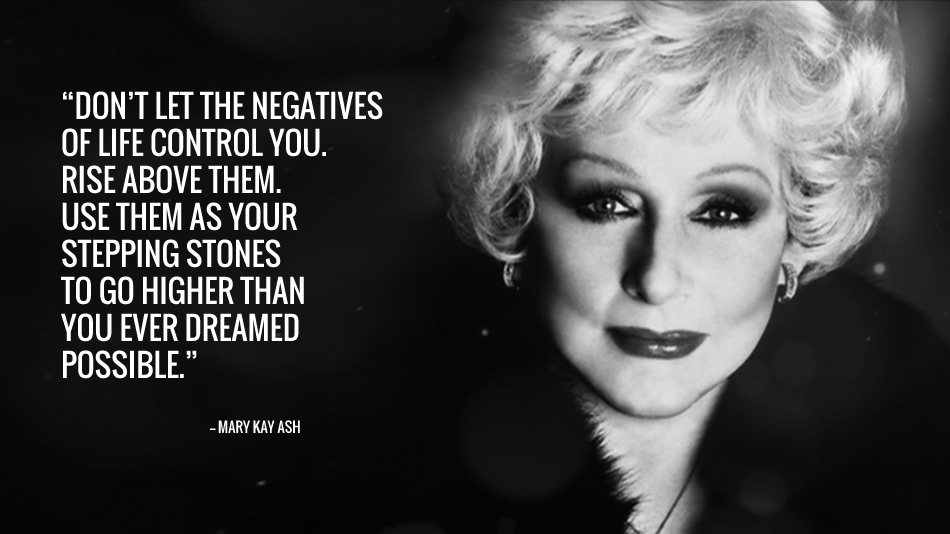 “DON’T LET THE NEGATIVES
OF LIFE CONTROL YOU.
RISE ABOVE THEM.
USE THEM AS YOUR
STEPPING STONES
TO GO HIGHER THAN
YOU EVER DREAMED
POSSIBLE.”
– MARY KAY ASH